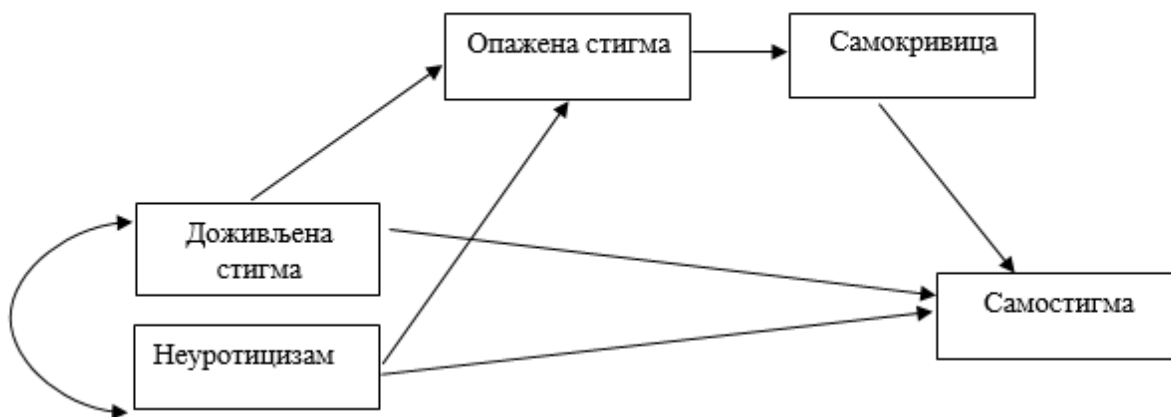 Опажена стигма
Самокривица
Доживљена
стигма
Самостигма
Неуротицизам